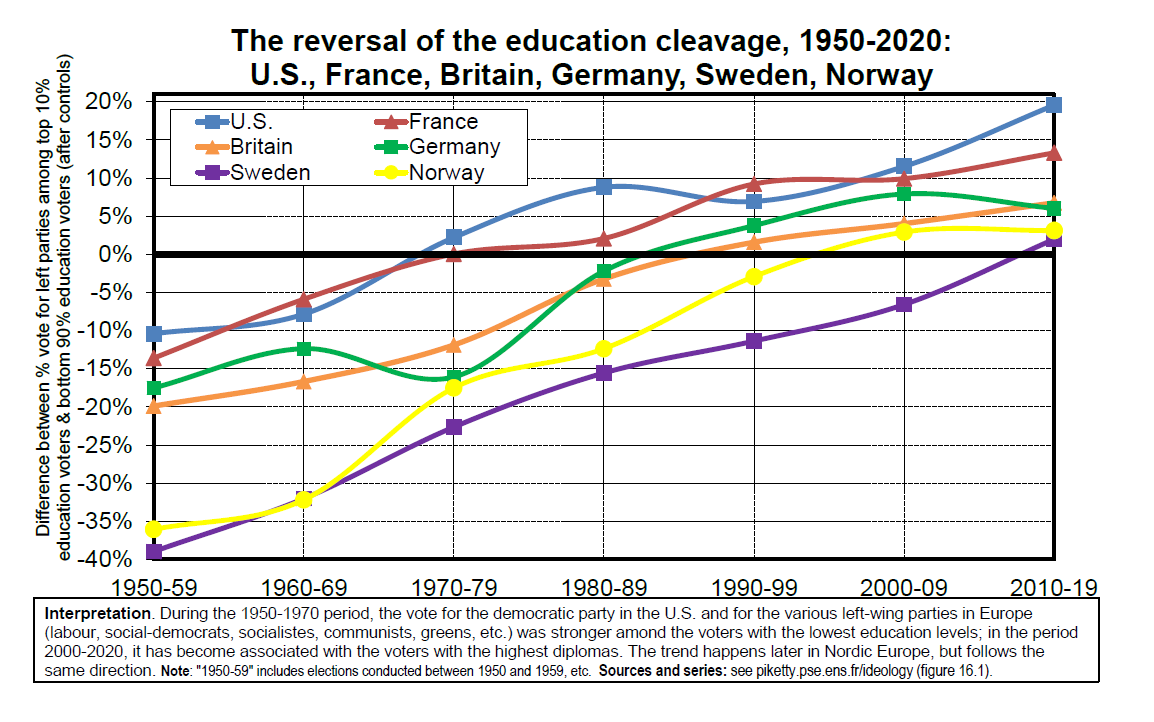 The reversal of the education cleavage, 1950-2020:
U.S., France, Britain, Germany, Sweden, Norway
Difference between % vote for left parties among top 10%
education voters & bottom 90% education voters (after controls)
20%
15%
10%
5%
0%
-5%
-10%
-15%
-20%
-25%
-30%
-35%
-40%
U.S. France
Britain Germany
Sweden Norway
1950-59 1960-69 1970-79 1980-89 1990-99 2000-09 2010-19
Interpretation. During the 1950-1970 period, the vote for the democratic party in the U.S. and for the various left-wing parties in Europe
(labour, social-democrats, socialistes, communists, greens, etc.) was stronger amond the voters with the lowest education levels; in the period
2000-2020, it has become associated with the voters with the highest diplomas. The trend happens later in Nordic Europe, but follows the
same direction. Note: "1950-59" includes elections conducted between 1950 and 1959, etc. Sources and series: see piketty.pse.ens.fr/ideology (figure 16.1).